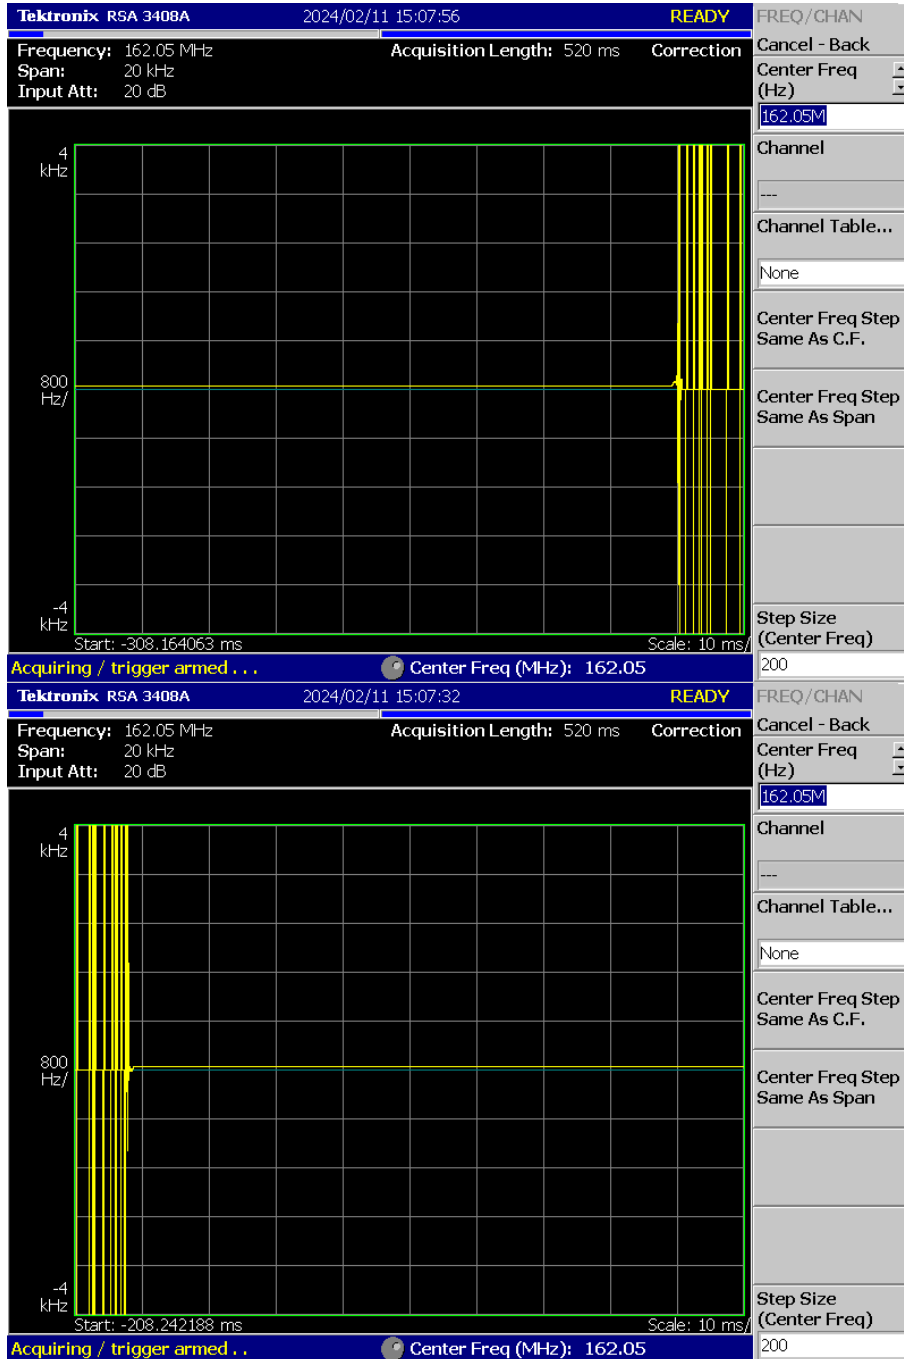 Tektronix RSA 3408A 2024/02/11 15:07:56 READY FREQ/CHAN
Frequency: 162.05 MHz Acquisition Length: 520 ms Correction
Span: 20 kHz
Input Att: 20 dB
Cancel - Back
Center Freq
(Hz)
162.05M
Channel
---
Channel Table...
None
Center Freq Step
Same As C.F.
Center Freq Step
Same As Span
Step Size
(Center Freq)
200
4
kHz
800
Hz/
-4
kHz
Start: -308.164063 ms Scale: 10 ms/
Acquiring / trigger armed . . . Center Freq (MHz): 162.05
Tektronix RSA 3408A 2024/02/11 15:07:32 READY FREQ/CHAN
Frequency: 162.05 MHz Acquisition Length: 520 ms Correction
Span: 20 kHz
Input Att: 20 dB
Cancel - Back
Center Freq
(Hz)
162.05M
Channel
---
Channel Table...
None
Center Freq Step
Same As C.F.
Center Freq Step
Same As Span
Step Size
(Center Freq)
200
4
kHz
800
Hz/
-4
kHz
Start: -208.242188 ms Scale: 10 ms/
Acquiring / trigger armed . . Center Freq (MHz): 162.05